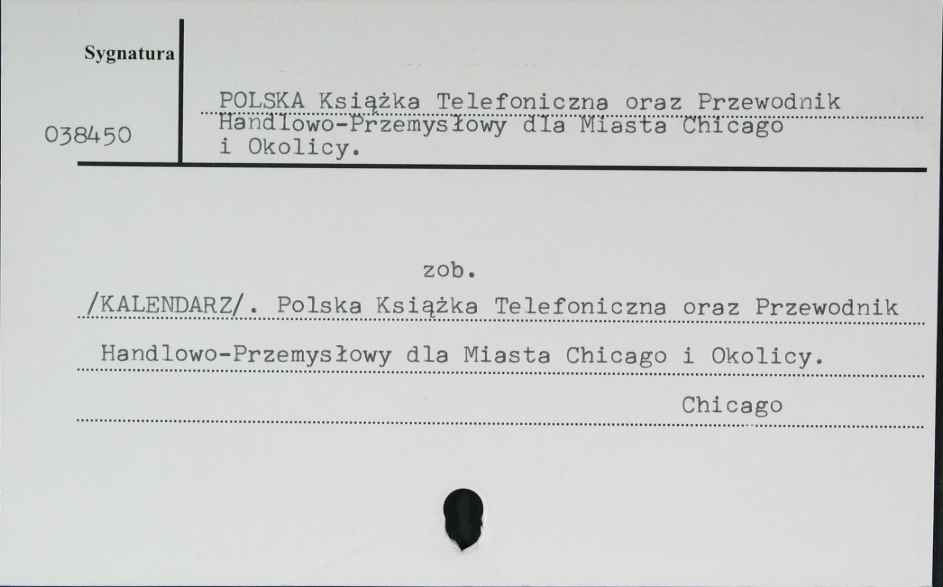 Sygnatura
038450
POLSKA Książka Telefoniczna oraz Przewodnik
Handlowo-Przemysłowy dla Miasta Chicago
i Okolicy.
zob.
/KALENDARZ/. Polska Książka Telefoniczna oraz Przewodnik
Handlowo-Przemysłowy dla Miasta Chicago i Okolicy.
Chicago